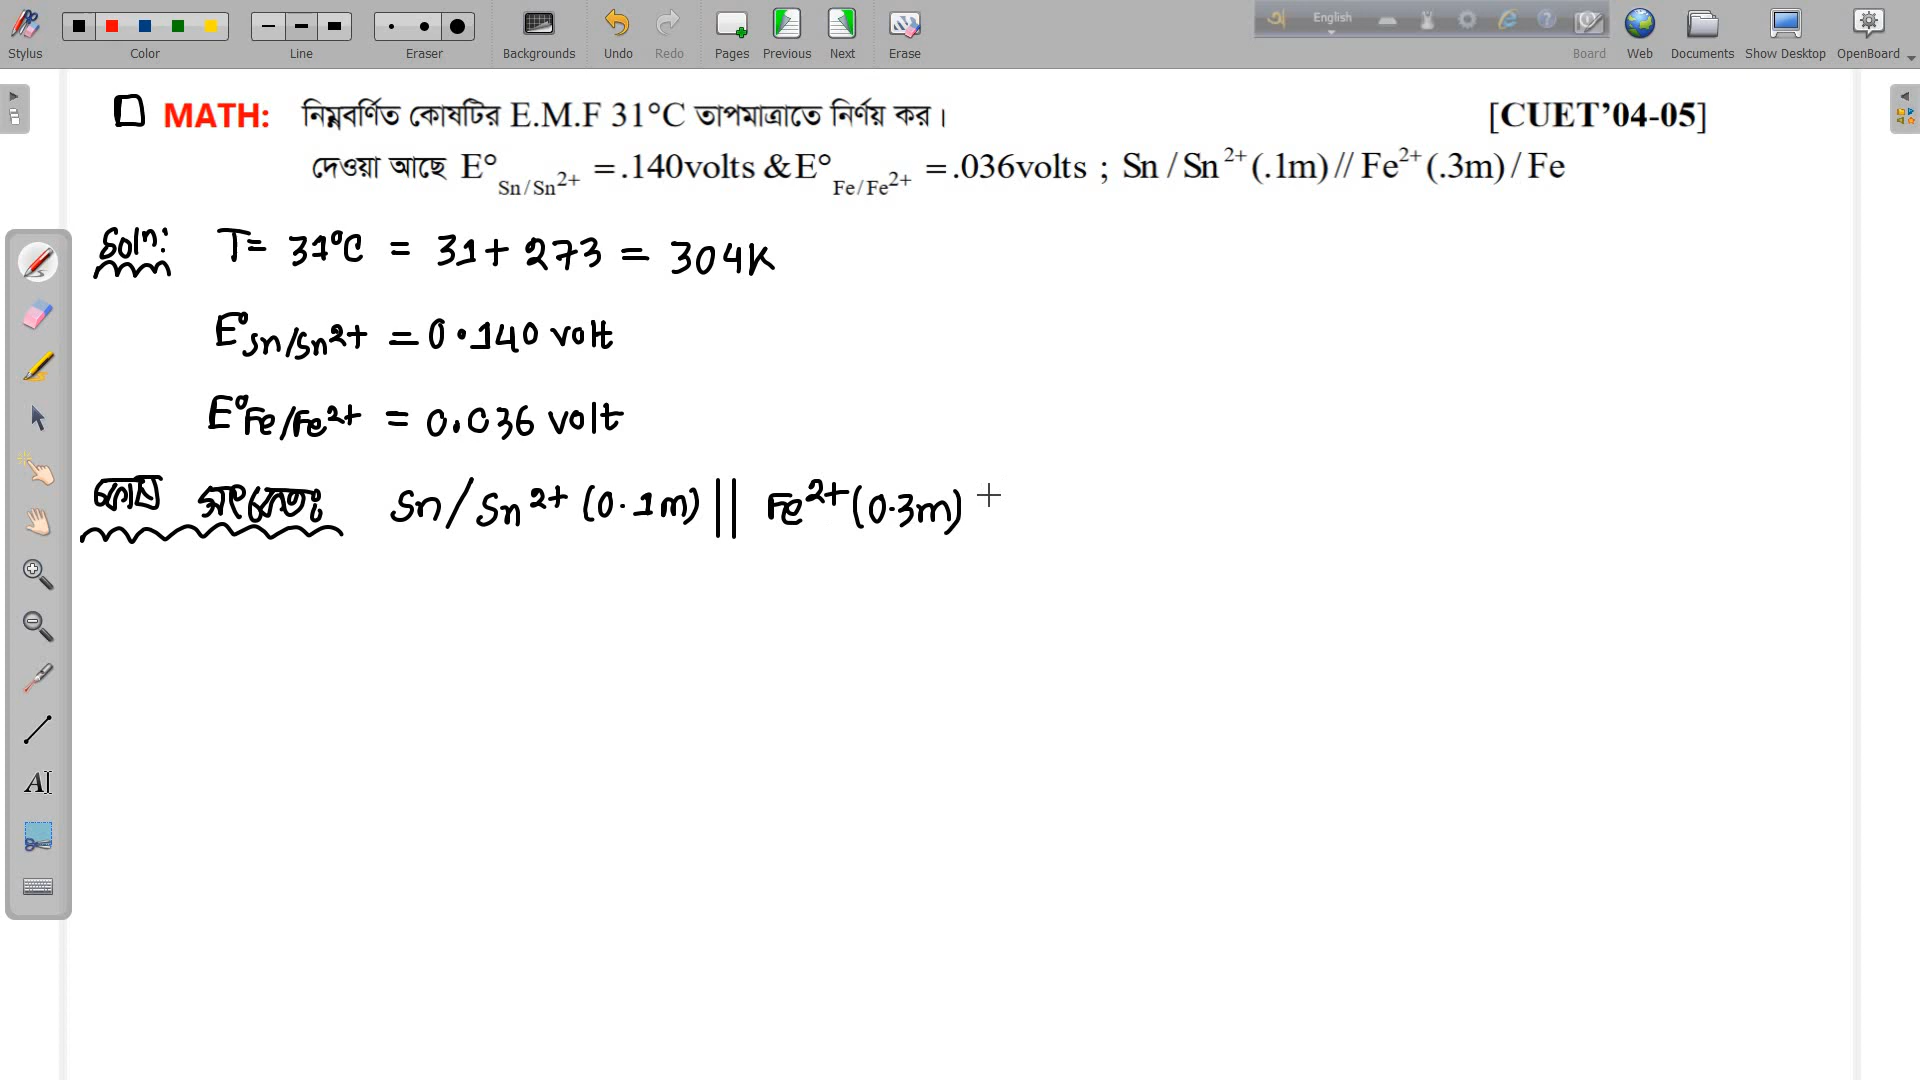 Stylus Color Line Eraser Backgrounds Undo Redo Pages Previous Next Erase English Board Web Documents Show Desktop OpenBoard
MATH: নিম্নবর্ণিত কোষটির E.M.F 31°C তাপমাত্রাতে নির্ণয় কর। [CUET’04-05]
দেওয়া আছে E°Sn/Sn²⁺ = .140volts & E°Fe/Fe²⁺ = .036volts ; Sn/Sn²⁺(.1m)//Fe²⁺(.3m)/Fe
Soln: T = 31°C = 31 + 273 = 304K
E°Sn/Sn²⁺ = 0.140 volt
E°Fe/Fe²⁺ = 0.036 volt
কোষ সংকেতঃ Sn/Sn²⁺ (0.1m) || Fe²⁺(0.3m)